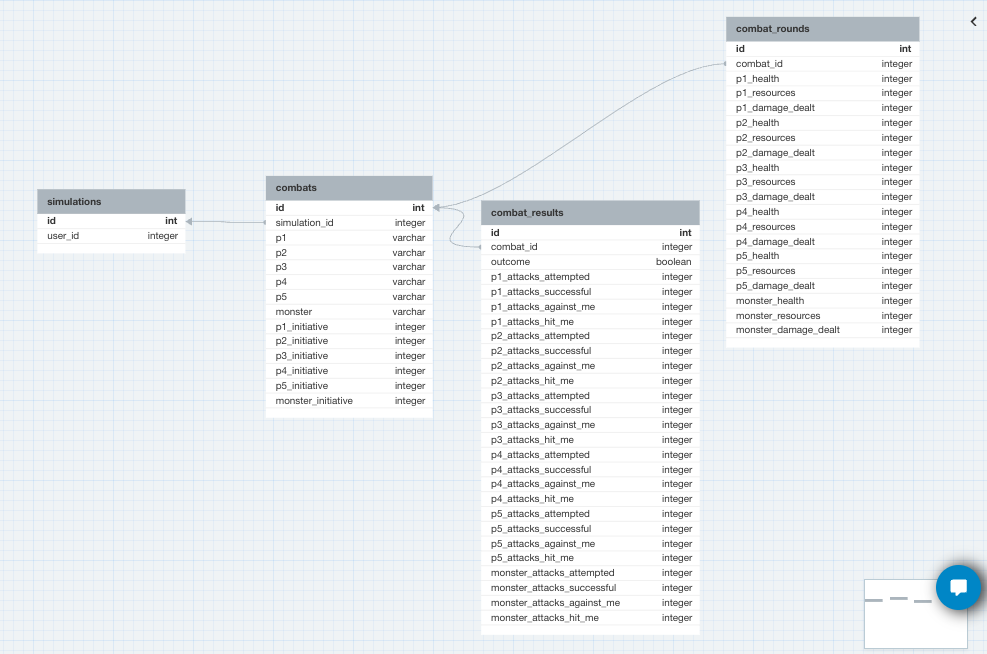 simulations
id int
user_id integer
combats
id int
simulation_id integer
p1 varchar
p2 varchar
p3 varchar
p4 varchar
p5 varchar
monster varchar
p1_initiative integer
p2_initiative integer
p3_initiative integer
p4_initiative integer
p5_initiative integer
monster_initiative integer
combat_results
id int
combat_id integer
outcome boolean
p1_attacks_attempted integer
p1_attacks_successful integer
p1_attacks_against_me integer
p1_attacks_hit_me integer
p2_attacks_attempted integer
p2_attacks_successful integer
p2_attacks_against_me integer
p2_attacks_hit_me integer
p3_attacks_attempted integer
p3_attacks_successful integer
p3_attacks_against_me integer
p3_attacks_hit_me integer
p4_attacks_attempted integer
p4_attacks_successful integer
p4_attacks_against_me integer
p4_attacks_hit_me integer
p5_attacks_attempted integer
p5_attacks_successful integer
p5_attacks_against_me integer
p5_attacks_hit_me integer
monster_attacks_attempted integer
monster_attacks_successful integer
monster_attacks_against_me integer
monster_attacks_hit_me integer
combat_rounds
id int
combat_id integer
p1_health integer
p1_resources integer
p1_damage_dealt integer
p2_health integer
p2_resources integer
p2_damage_dealt integer
p3_health integer
p3_resources integer
p3_damage_dealt integer
p4_health integer
p4_resources integer
p4_damage_dealt integer
p5_health integer
p5_resources integer
p5_damage_dealt integer
monster_health integer
monster_resources integer
monster_damage_dealt integer